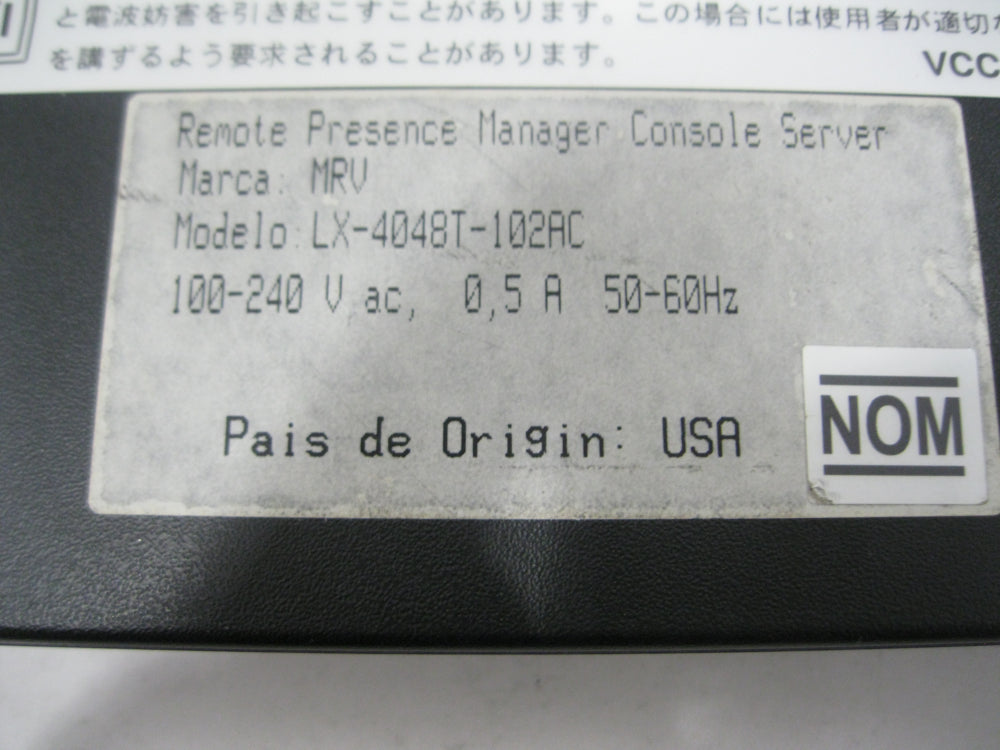 と電波妨害を引き起こすことがあります。この場合には使用者が適切
を講ずるよう要求されることがあります。
VCC
Remote Presence Manager Console Server
Marca: MRV
Modelo: LX-4048T-102AC
100-240 V ac, 0,5 A 50-60Hz
Pais de Origin: USA
NOM